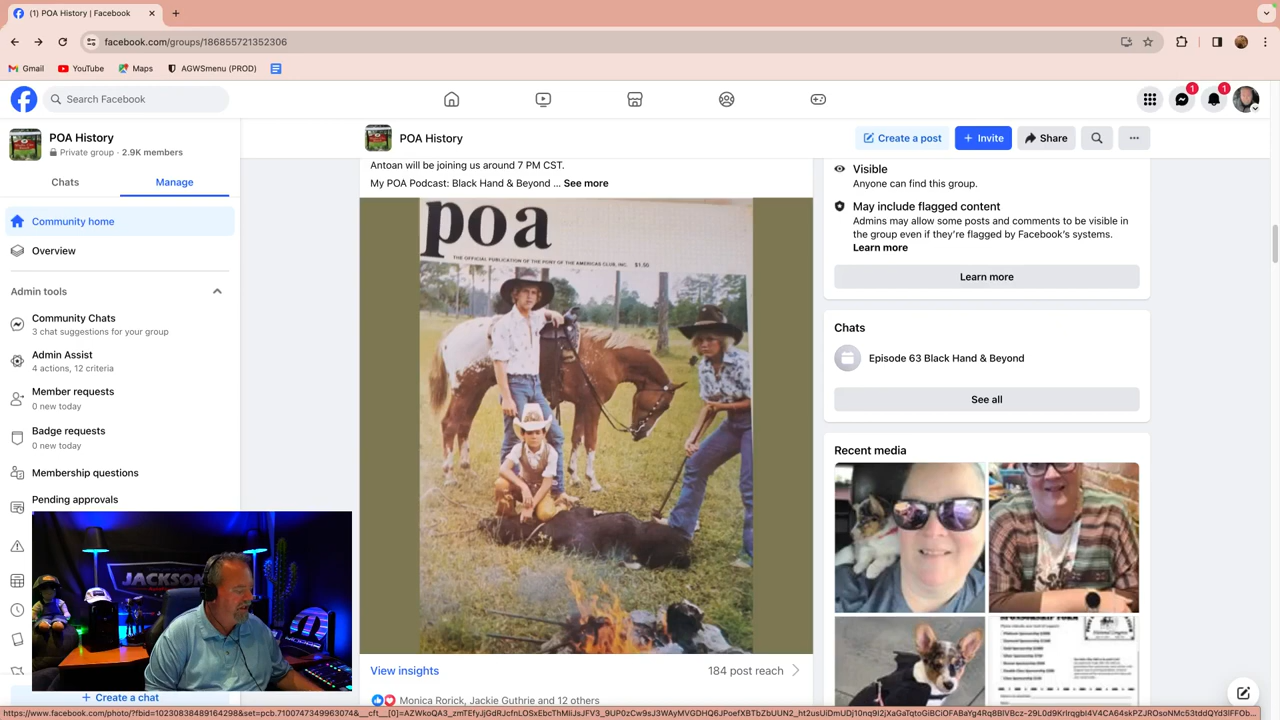 (1) POA History | Facebook
facebook.com/groups/186855721352306
Gmail
YouTube
Maps
AGWSmenu (PROD)
Search Facebook
1
1
POA History
Private group · 2.9K members
Chats
Manage
Community home
Overview
Admin tools
Community Chats
3 chat suggestions for your group
Admin Assist
4 actions, 12 criteria
Member requests
0 new today
Badge requests
0 new today
Membership questions
Pending approvals
JACKSON
+ Create a chat
POA History
Create a post
+ Invite
Share
Antoan will be joining us around 7 PM CST.
My POA Podcast: Black Hand & Beyond ... See more
poa
THE OFFICIAL PUBLICATION OF THE PONY OF THE AMERICAS CLUB, INC. $1.50
View insights
184 post reach
Monica Rorick, Jackie Guthrie and 12 others
Visible
Anyone can find this group.
May include flagged content
Admins may allow some posts and comments to be visible in
the group even if they're flagged by Facebook's systems.
Learn more
Learn more
Chats
Episode 63 Black Hand & Beyond
See all
Recent media
SPONSORSHIP FORM